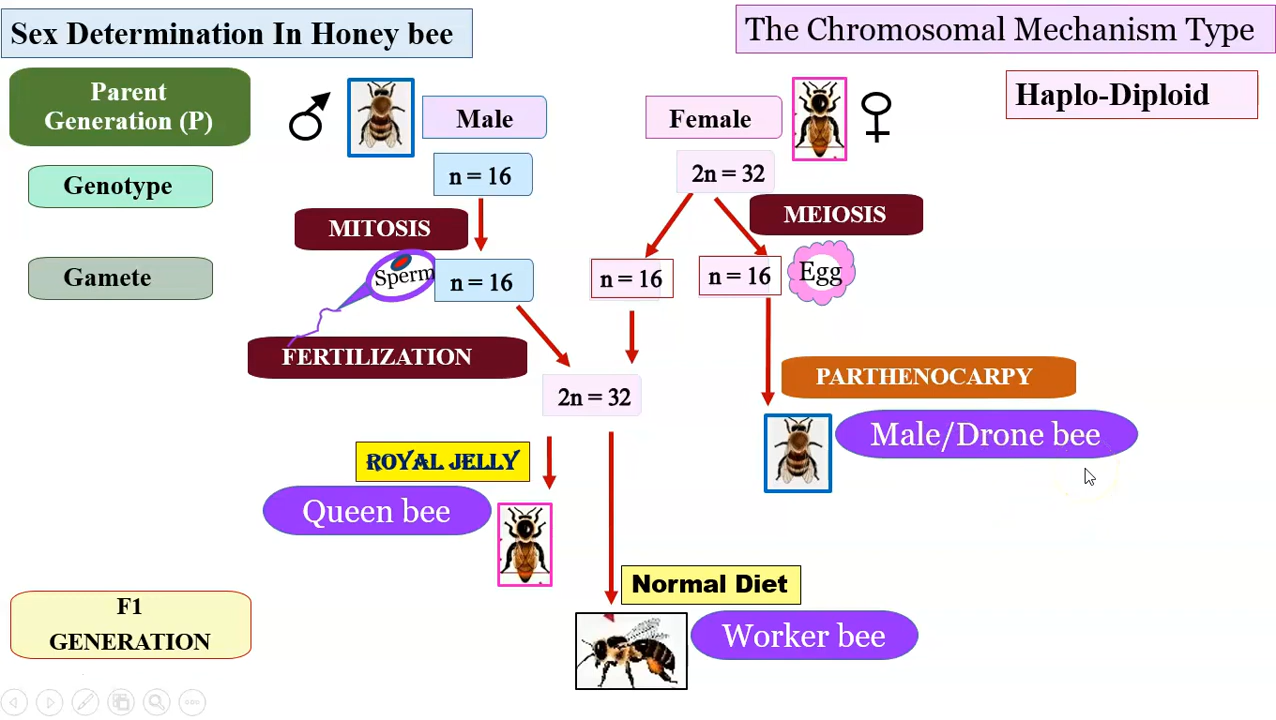 Sex Determination In Honey bee
The Chromosomal Mechanism Type
Haplo-Diploid
Parent
Generation (P)
Male
Female
Genotype
n = 16
2n = 32
MITOSIS
MEIOSIS
Gamete
Sperm
n = 16
n = 16
n = 16
Egg
FERTILIZATION
2n = 32
PARTHENOCARPY
Male/Drone bee
ROYAL JELLY
Queen bee
Normal Diet
Worker bee
F1
GENERATION